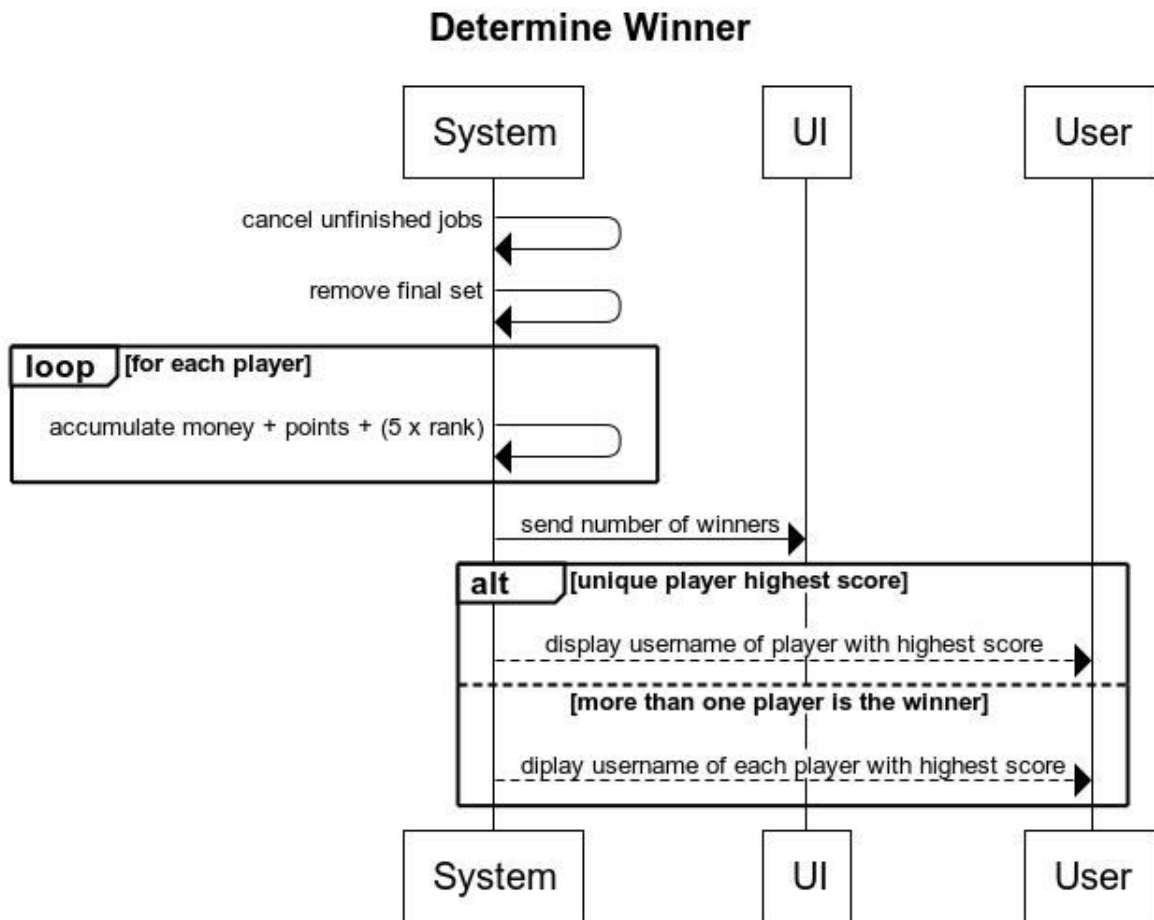 Determine Winner
System
UI
User
cancel unfinished jobs
remove final set
loop
[for each player]
accumulate money + points + (5 x rank)
send number of winners
alt
[unique player highest score]
display username of player with highest score
[more than one player is the winner]
diplay username of each player with highest score
System
UI
User